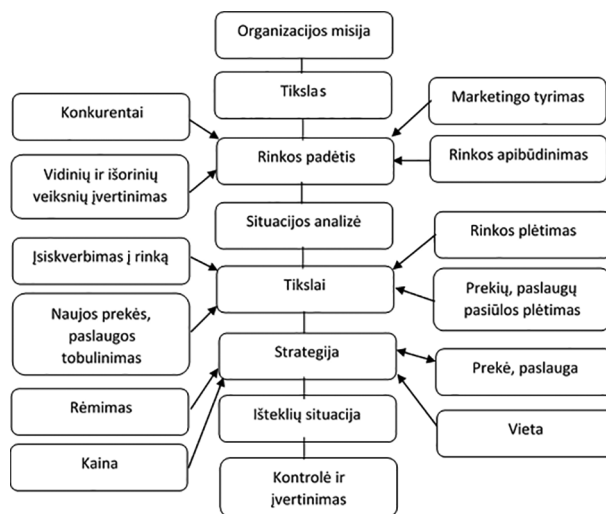 Organizacijos misija
Tikslas
Konkurentai
Marketingo tyrimas
Rinkos padėtis
Rinkos apibūdinimas
Vidinių ir išorinių
veiksnių įvertinimas
Situacijos analizė
Rinkos plėtimas
Įsiskverbimas į rinką
Tikslai
Prekių, paslaugų
pasiūlos plėtimas
Naujos prekės,
paslaugos
tobulinimas
Strategija
Prekė, paslauga
Rėmimas
Išteklių situacija
Vieta
Kaina
Kontrolė ir
įvertinimas